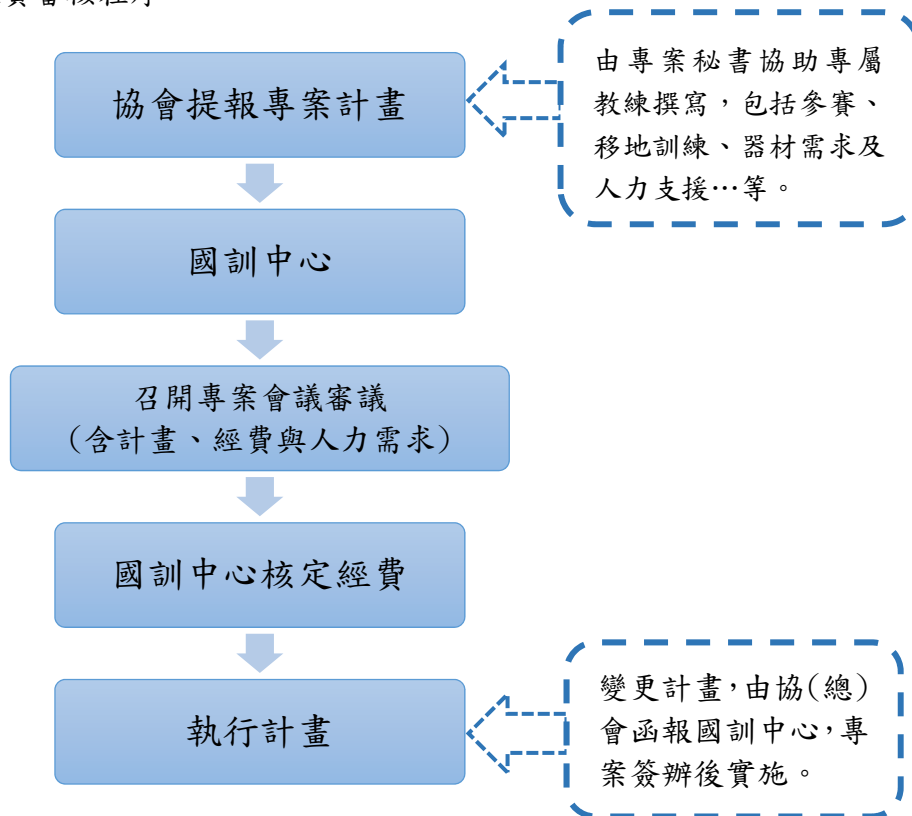 協會提報專案計畫
由專案秘書協助專屬
教練撰寫，包括參賽、
移地訓練、器材需求及
人力支援…等。
國訓中心
召開專案會議審議
（含計畫、經費與人力需求）
國訓中心核定經費
執行計畫
變更計畫，由協（總）
會函報國訓中心，專
案簽辦後實施。